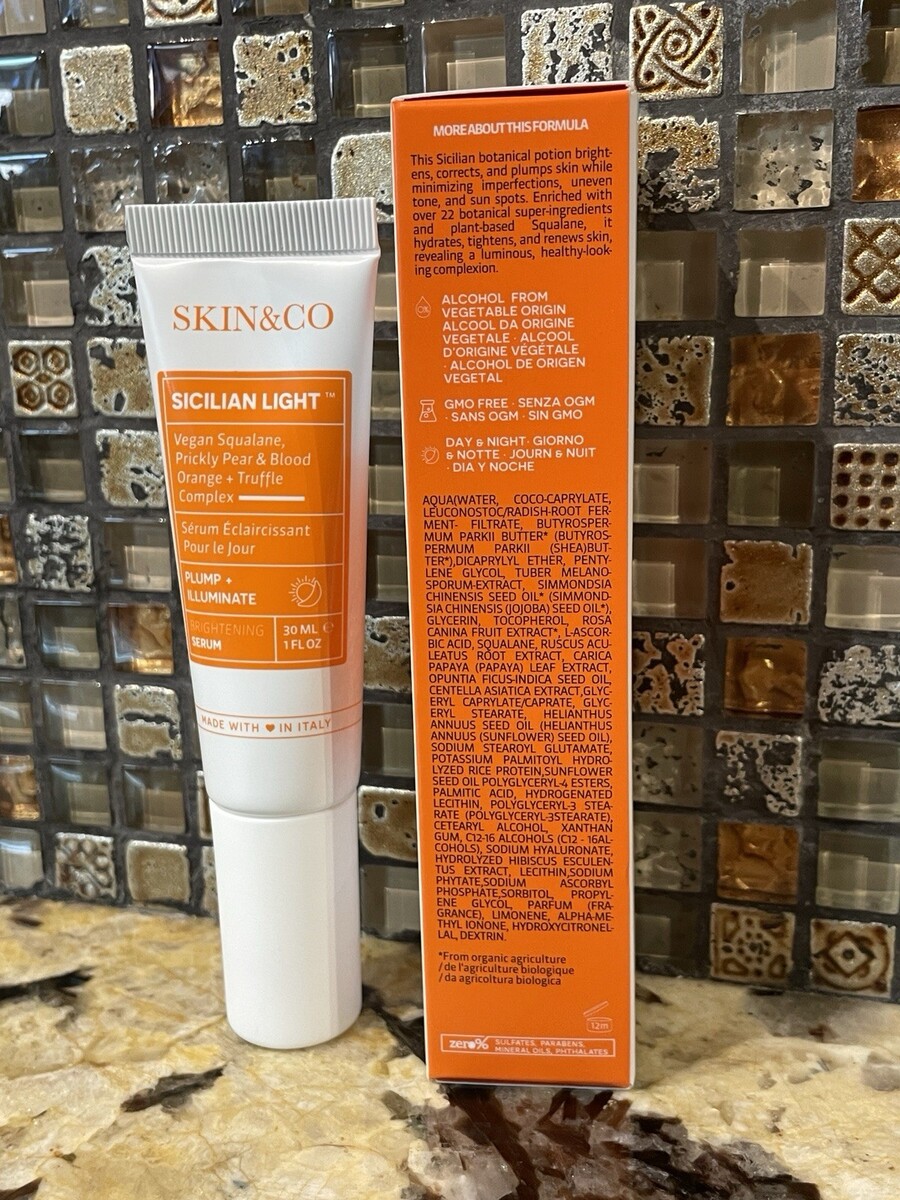 SKIN&CO
SICILIAN LIGHT ™
Vegan Squalane,
Prickly Pear & Blood
Orange + Truffle
Complex
Sérum Éclaircissant
Pour le Jour
PLUMP +
ILLUMINATE
BRIGHTENING
SERUM
30 ML ℮
1 FL OZ
MADE WITH ♥ IN ITALY
MORE ABOUT THIS FORMULA
This Sicilian botanical potion bright-
ens, corrects, and plumps skin while
minimizing imperfections, uneven
tone, and sun spots. Enriched with
over 22 botanical super-ingredients
and plant-based Squalane, it
hydrates, tightens, and renews skin,
revealing a luminous, healthy-look-
ing complexion.
ALCOHOL FROM
VEGETABLE ORIGIN
ALCOOL DA ORIGINE
VEGETALE · ALCOOL
D'ORIGINE VÉGÉTALE
· ALCOHOL DE ORIGEN
VEGETAL
GMO FREE · SENZA OGM
· SANS OGM · SIN GMO
DAY & NIGHT · GIORNO
& NOTTE · JOURN & NUIT
· DIA Y NOCHE
AQUA(WATER, COCO-CAPRYLATE,
LEUCONOSTOC/RADISH-ROOT FER-
MENT- FILTRATE, BUTYROSPER-
MUM PARKII BUTTER* (BUTYROS-
PERMUM PARKII (SHEA)BUT-
TER*),DICAPRYLYL ETHER, PENTY-
LENE GLYCOL, TUBER MELANO-
SPORUM-EXTRACT, SIMMONDSIA
CHINENSIS SEED OIL* (SIMMOND-
SIA CHINENSIS (JOJOBA) SEED OIL*),
GLYCERIN, TOCOPHEROL, ROSA
CANINA FRUIT EXTRACT*, L-ASCOR-
BIC ACID, SQUALANE, RUSCUS ACU-
LEATUS ROOT EXTRACT, CARICA
PAPAYA (PAPAYA) LEAF EXTRACT,
OPUNTIA FICUS-INDICA SEED OIL,
CENTELLA ASIATICA EXTRACT,GLYC-
ERYL CAPRYLATE/CAPRATE, GLYC-
ERYL STEARATE, HELIANTHUS
ANNUUS SEED OIL (HELIANTHUS
ANNUUS (SUNFLOWER) SEED OIL),
SODIUM STEAROYL GLUTAMATE,
POTASSIUM PALMITOYL HYDRO-
LYZED RICE PROTEIN,SUNFLOWER
SEED OIL POLYGLYCERYL-4 ESTERS,
PALMITIC ACID, HYDROGENATED
LECITHIN, POLYGLYCERYL-3 STEA-
RATE (POLYGLYCERYL-3STEARATE),
CETEARYL ALCOHOL, XANTHAN
GUM, C12-16 ALCOHOLS (C12 - 16AL-
COHOLS), SODIUM HYALURONATE,
HYDROLYZED HIBISCUS ESCULEN-
TUS EXTRACT, LECITHIN,SODIUM
PHYTATE,SODIUM ASCORBYL
PHOSPHATE,SORBITOL, PROPYL-
ENE GLYCOL, PARFUM (FRA-
GRANCE), LIMONENE, ALPHA-ME-
THYL IONONE, HYDROXYCITRONEL-
LAL, DEXTRIN.
*From organic agriculture
/ de l'agriculture biologique
/ da agricoltura biologica
12m
zero% SULFATES, PARABENS,
MINERAL OILS, PHTHALATES